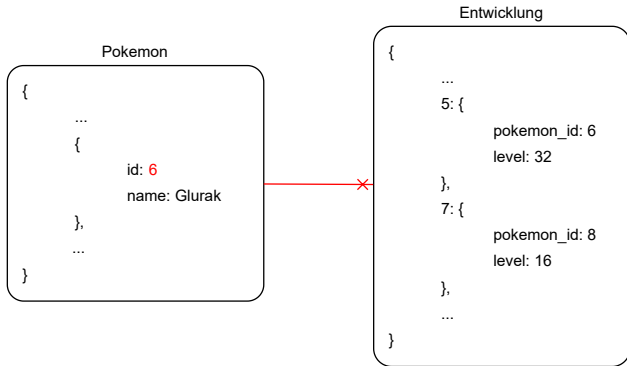 Pokemon
{
...
{
id: 6
name: Glurak
},
...
}
Entwicklung
{
...
5: {
pokemon_id: 6
level: 32
},
7: {
pokemon_id: 8
level: 16
},
...
}